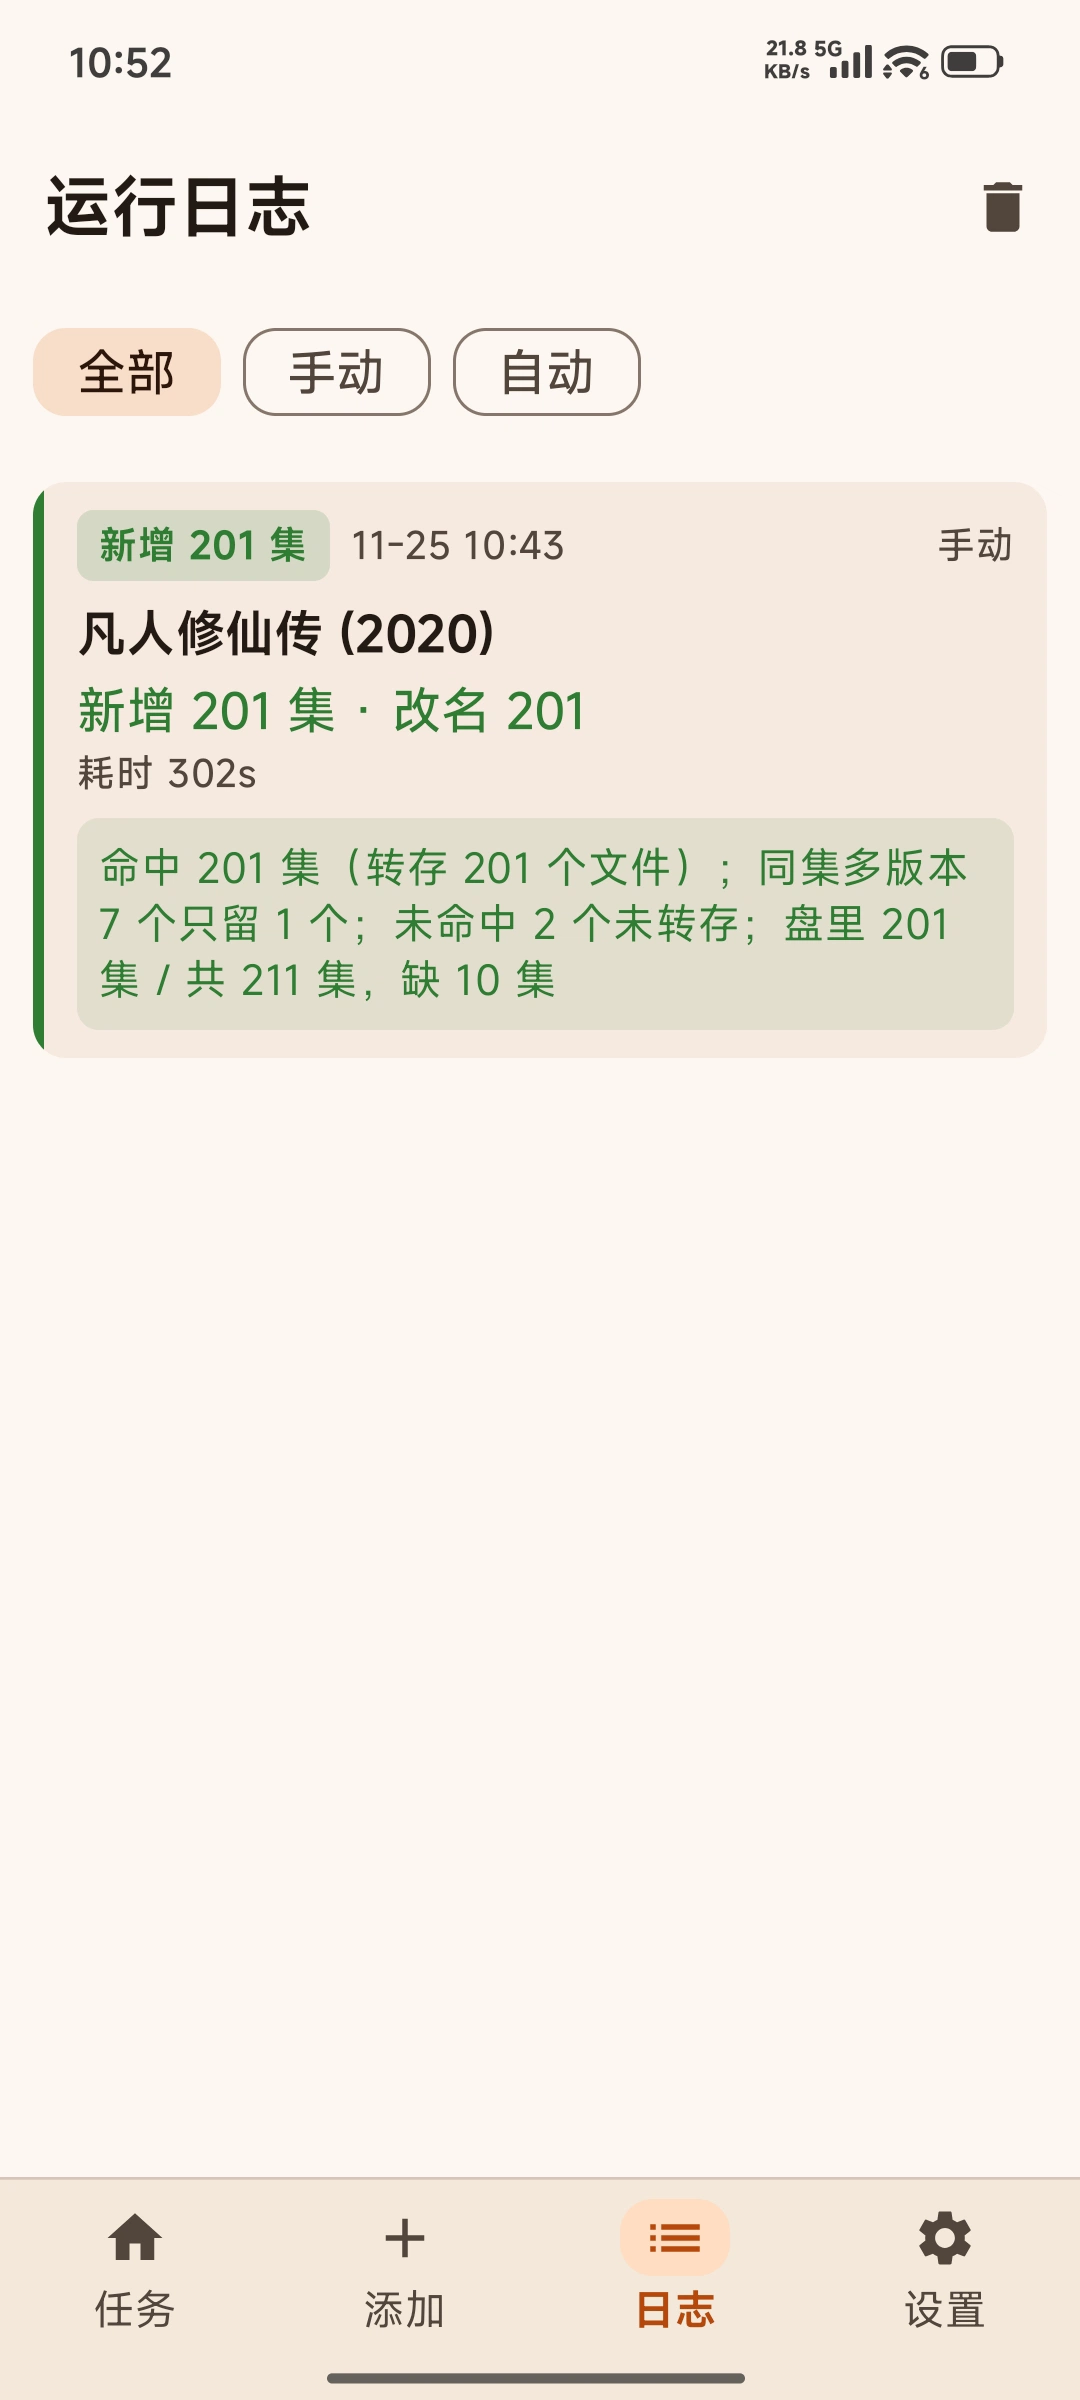 10:52
21.8 KB/s 5G 6
运行日志
全部 手动 自动
新增 201 集 11-25 10:43 手动
凡人修仙传 (2020)
新增 201 集 · 改名 201
耗时 302s
命中 201 集（转存 201 个文件）；同集多版本
7 个只留 1 个；未命中 2 个未转存；盘里 201
集 / 共 211 集，缺 10 集
任务 添加 日志 设置